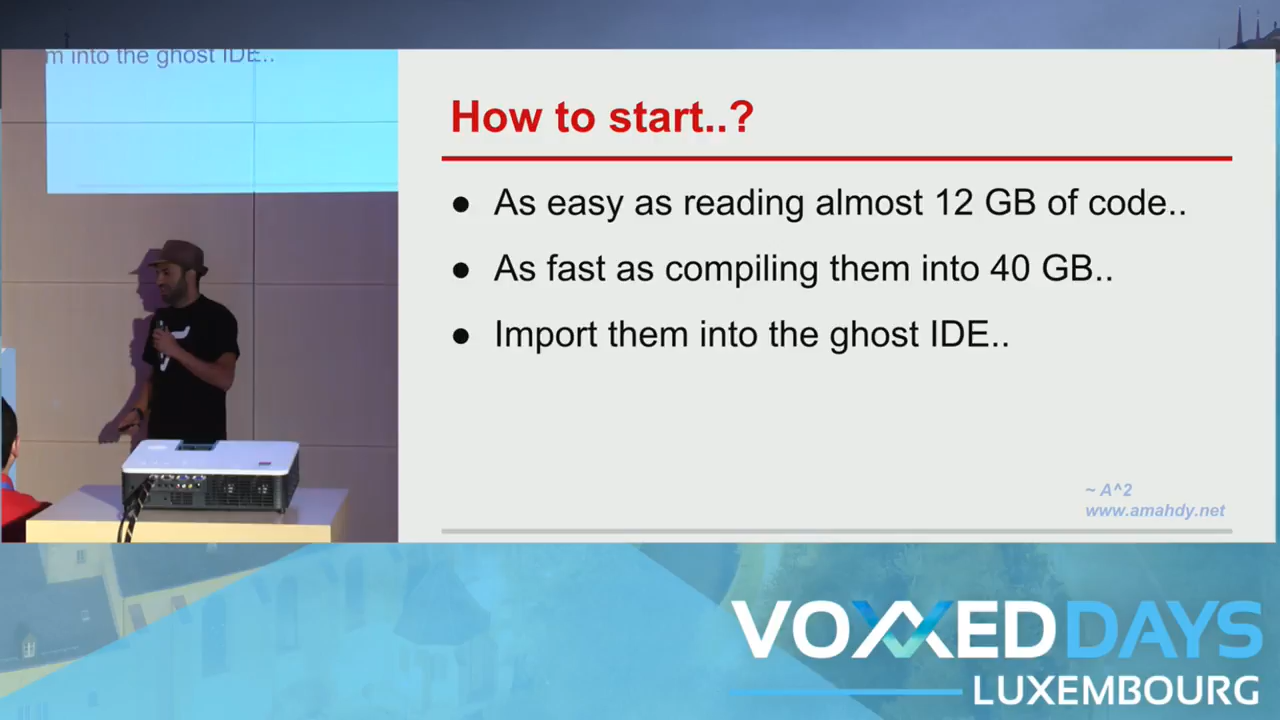 m into the ghost IDE..
How to start..?
● As easy as reading almost 12 GB of code..
● As fast as compiling them into 40 GB..
● Import them into the ghost IDE..
~ A^2
www.amahdy.net
VOXXED DAYS
LUXEMBOURG